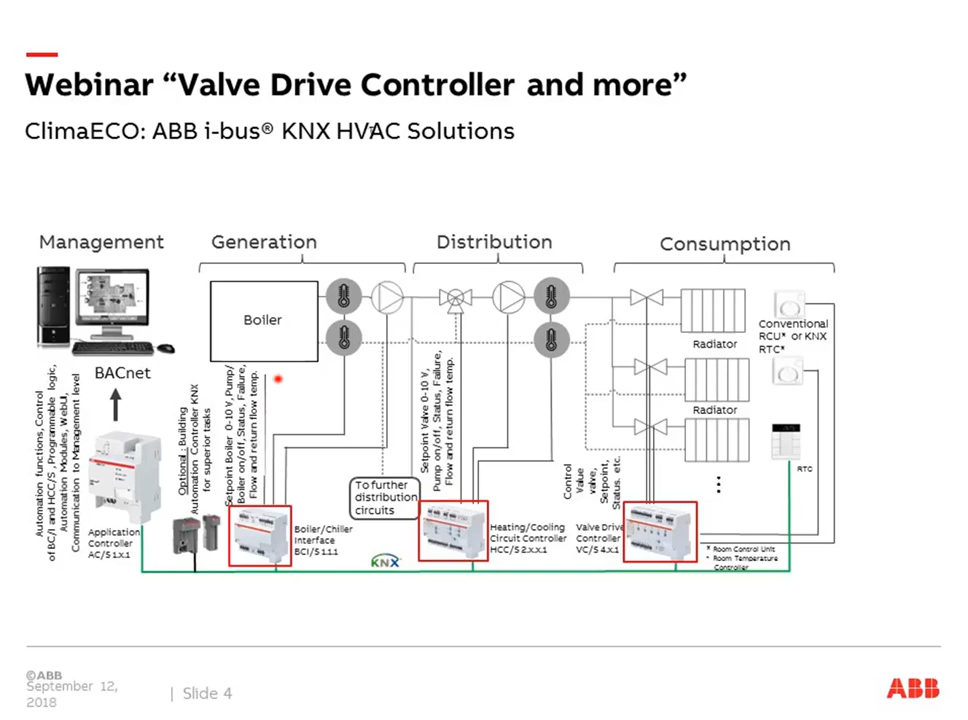 Webinar “Valve Drive Controller and more”
ClimaECO: ABB i-bus® KNX HVAC Solutions
Management
Generation
Distribution
Consumption
Boiler
Radiator
Radiator
Conventional
RCU* or KNX
RTC*
RTC
BACnet
Automation functions, Control
of BC/I and HCC/S, Programmable logic,
Automation Modules, WebUI,
Communication to Management level
Optional: Building
Automation Controller KNX
for superior tasks
Setpoint Boiler 0-10 V, Pump/
Boiler on/off, Status, Failure,
Flow and return flow temp.
To further
distribution
circuits
Setpoint Valve 0-10 V,
Pump on/off, Status, Failure,
Flow and return flow temp.
Control
Value
valve,
Setpoint,
Status. etc.
Application
Controller
AC/S 1.x.1
Boiler/Chiller
Interface
BCI/S 1.1.1
KNX
Heating/Cooling
Circuit Controller
HCC/S 2.x.x.1
Valve Drive
Controller
VC/S 4.x.1
* Room Control Unit
* Room Temperature
Controller
©ABB
September 12,
2018
| Slide 4
ABB